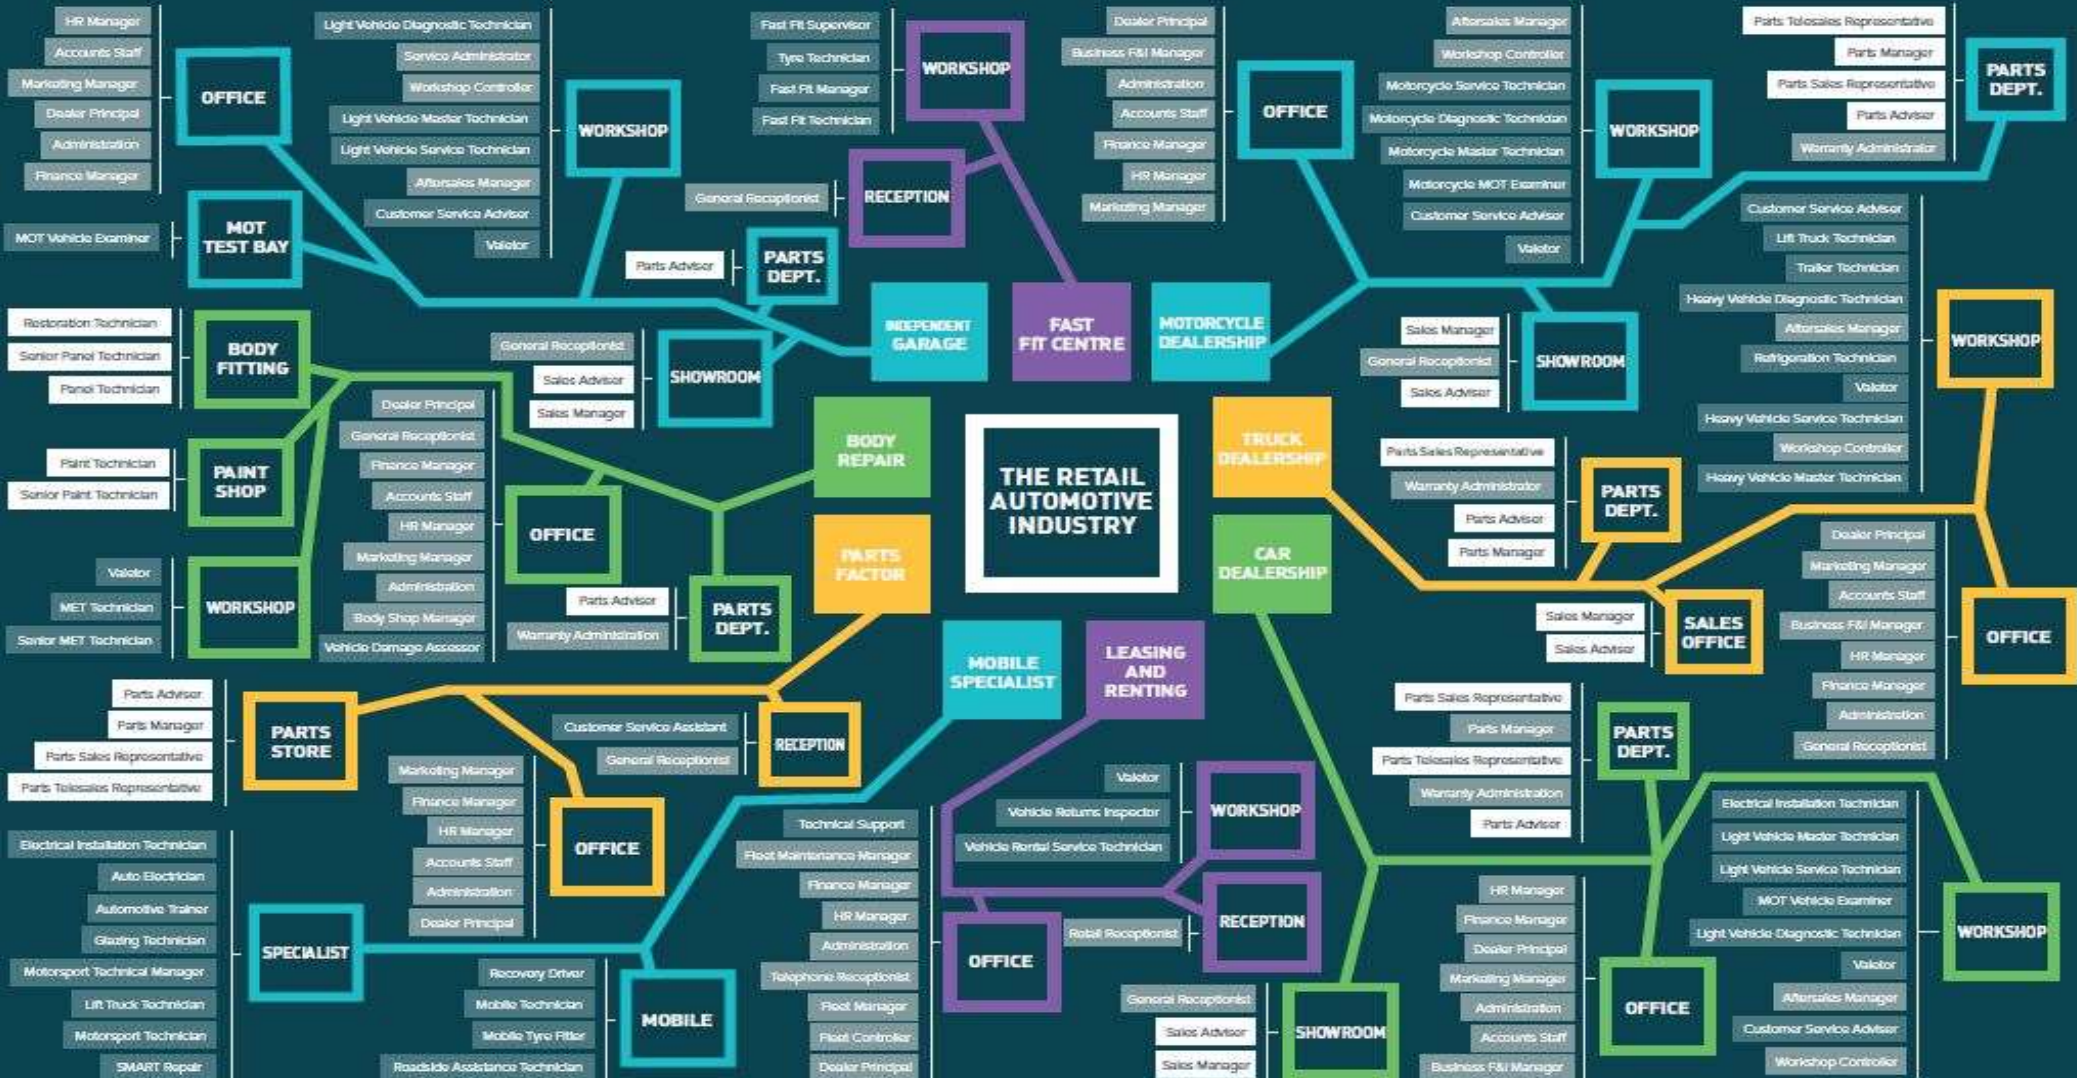 HR Manager
Accounts Staff
Marketing Manager
Dealer Principal
Administration
Finance Manager
OFFICE
MOT Vehicle Examiner
MOT
TEST BAY
Light Vehicle Diagnostic Technician
Service Administrator
Workshop Controller
Light Vehicle Master Technician
Light Vehicle Service Technician
Aftersales Manager
Customer Service Adviser
Valetor
WORKSHOP
Parts Adviser
PARTS
DEPT.
General Receptionist
Sales Adviser
Sales Manager
SHOWROOM
INDEPENDENT
GARAGE
Fast Fit Supervisor
Tyre Technician
Fast Fit Manager
Fast Fit Technician
WORKSHOP
General Receptionist
RECEPTION
FAST
FIT CENTRE
Dealer Principal
Business F&I Manager
Administration
Accounts Staff
Finance Manager
HR Manager
Marketing Manager
OFFICE
Aftersales Manager
Workshop Controller
Motorcycle Service Technician
Motorcycle Diagnostic Technician
Motorcycle Master Technician
Motorcycle MOT Examiner
Customer Service Adviser
Valetor
WORKSHOP
Parts Telesales Representative
Parts Manager
Parts Sales Representative
Parts Adviser
Warranty Administrator
PARTS
DEPT.
Sales Manager
General Receptionist
Sales Adviser
SHOWROOM
MOTORCYCLE
DEALERSHIP
Restoration Technician
Senior Panel Technician
Panel Technician
BODY
FITTING
Paint Technician
Senior Paint Technician
PAINT
SHOP
Valetor
MET Technician
Senior MET Technician
WORKSHOP
Dealer Principal
General Receptionist
Finance Manager
Accounts Staff
HR Manager
Marketing Manager
Administration
Body Shop Manager
Vehicle Damage Assessor
OFFICE
Parts Adviser
Warranty Administration
PARTS
DEPT.
BODY
REPAIR
THE RETAIL
AUTOMOTIVE
INDUSTRY
TRUCK
DEALERSHIP
Customer Service Adviser
Lift Truck Technician
Trailer Technician
Heavy Vehicle Diagnostic Technician
Aftersales Manager
Refrigeration Technician
Valetor
Heavy Vehicle Service Technician
Workshop Controller
Heavy Vehicle Master Technician
WORKSHOP
Parts Sales Representative
Warranty Administrator
Parts Adviser
Parts Manager
PARTS
DEPT.
Sales Manager
Sales Adviser
SALES
OFFICE
Dealer Principal
Marketing Manager
Accounts Staff
Business F&I Manager
HR Manager
Finance Manager
Administration
General Receptionist
OFFICE
PARTS
FACTOR
Parts Adviser
Parts Manager
Parts Sales Representative
Parts Telesales Representative
PARTS
STORE
Customer Service Assistant
General Receptionist
RECEPTION
Marketing Manager
Finance Manager
HR Manager
Accounts Staff
Administration
Dealer Principal
OFFICE
MOBILE
SPECIALIST
Electrical Installation Technician
Auto Electrician
Automotive Trainer
Glazing Technician
Motorsport Technical Manager
Lift Truck Technician
Motorsport Technician
SMART Repair
SPECIALIST
Recovery Driver
Mobile Technician
Mobile Tyre Fitter
Roadside Assistance Technician
MOBILE
LEASING
AND
RENTING
Valetor
Vehicle Returns Inspector
Vehicle Rental Service Technician
WORKSHOP
Retail Receptionist
RECEPTION
Technical Support
Fleet Maintenance Manager
Finance Manager
HR Manager
Administration
Telephone Receptionist
Fleet Manager
Fleet Controller
Dealer Principal
OFFICE
CAR
DEALERSHIP
Parts Sales Representative
Parts Manager
Parts Telesales Representative
Warranty Administration
Parts Adviser
PARTS
DEPT.
Electrical Installation Technician
Light Vehicle Master Technician
Light Vehicle Service Technician
MOT Vehicle Examiner
Light Vehicle Diagnostic Technician
Valetor
Aftersales Manager
Customer Service Adviser
Workshop Controller
WORKSHOP
HR Manager
Finance Manager
Dealer Principal
Marketing Manager
Administration
Accounts Staff
Business F&I Manager
OFFICE
General Receptionist
Sales Adviser
Sales Manager
SHOWROOM